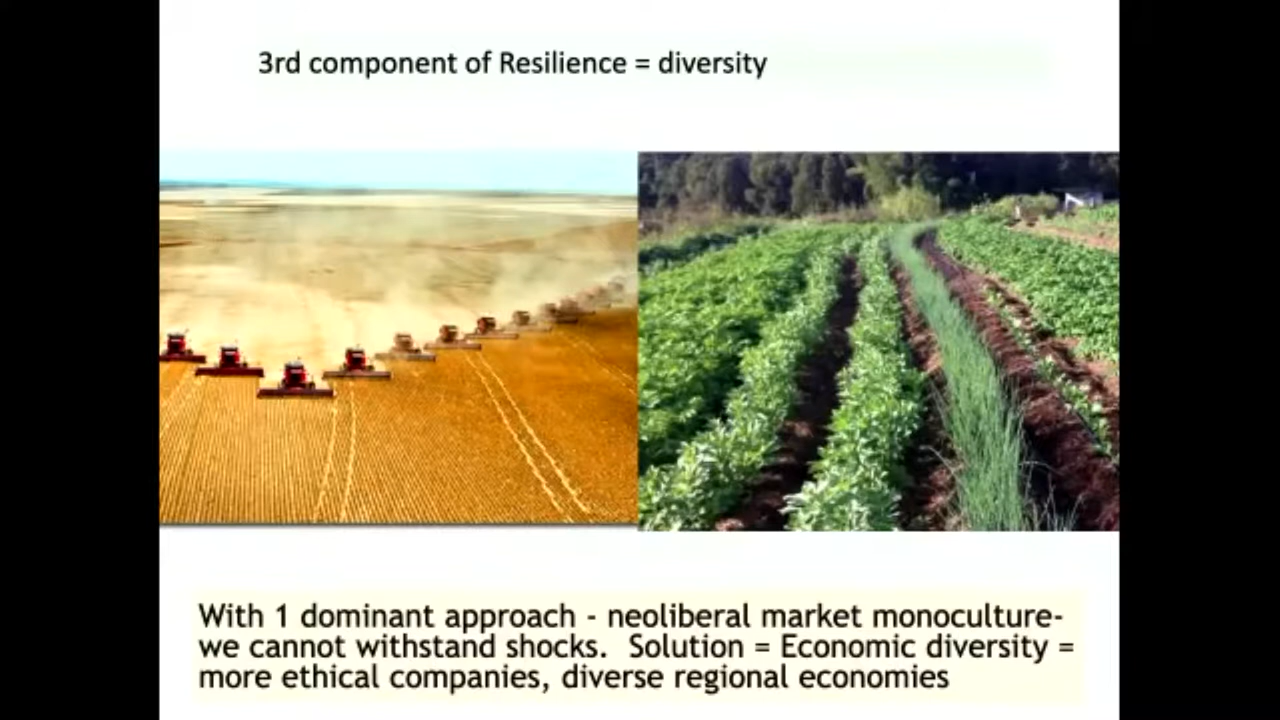 3rd component of Resilience = diversity
With 1 dominant approach - neoliberal market monoculture-
we cannot withstand shocks.  Solution = Economic diversity =
more ethical companies, diverse regional economies